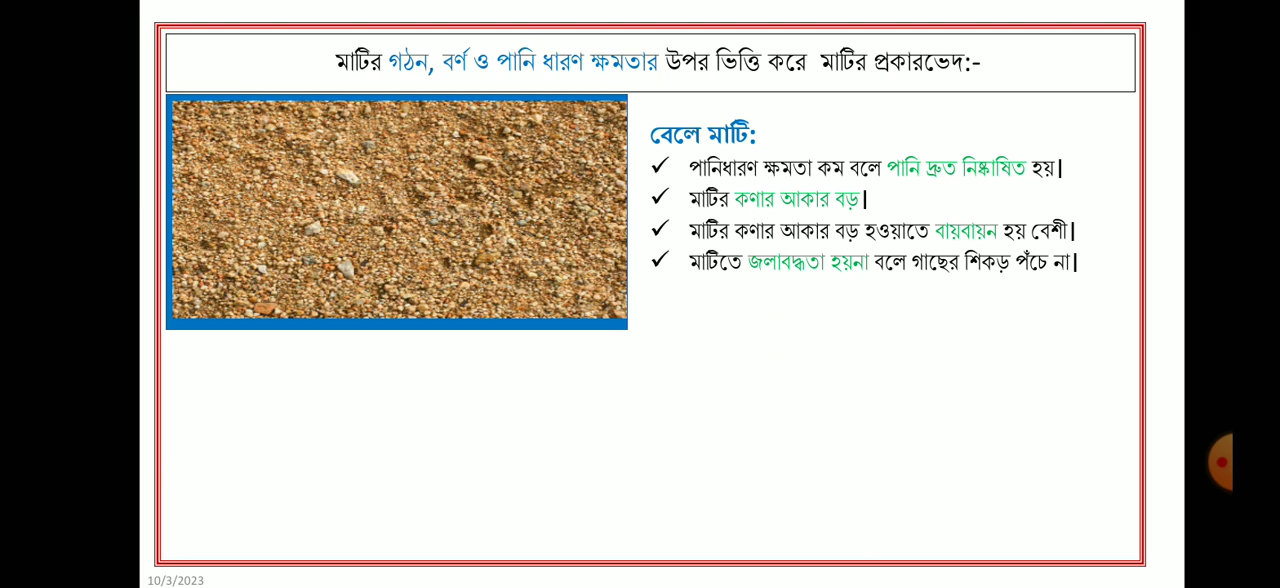 মাটির গঠন, বর্ণ ও পানি ধারণ ক্ষমতার উপর ভিত্তি করে মাটির প্রকারভেদ:-
বেলে মাটি:
✓ পানিধারণ ক্ষমতা কম বলে পানি দ্রুত নিষ্কাষিত হয়|
✓ মাটির কণার আকার বড়|
✓ মাটির কণার আকার বড় হওয়াতে বায়বায়ন হয় বেশী|
✓ মাটিতে জলাবদ্ধতা হয়না বলে গাছের শিকড় পঁচে না|
10/3/2023